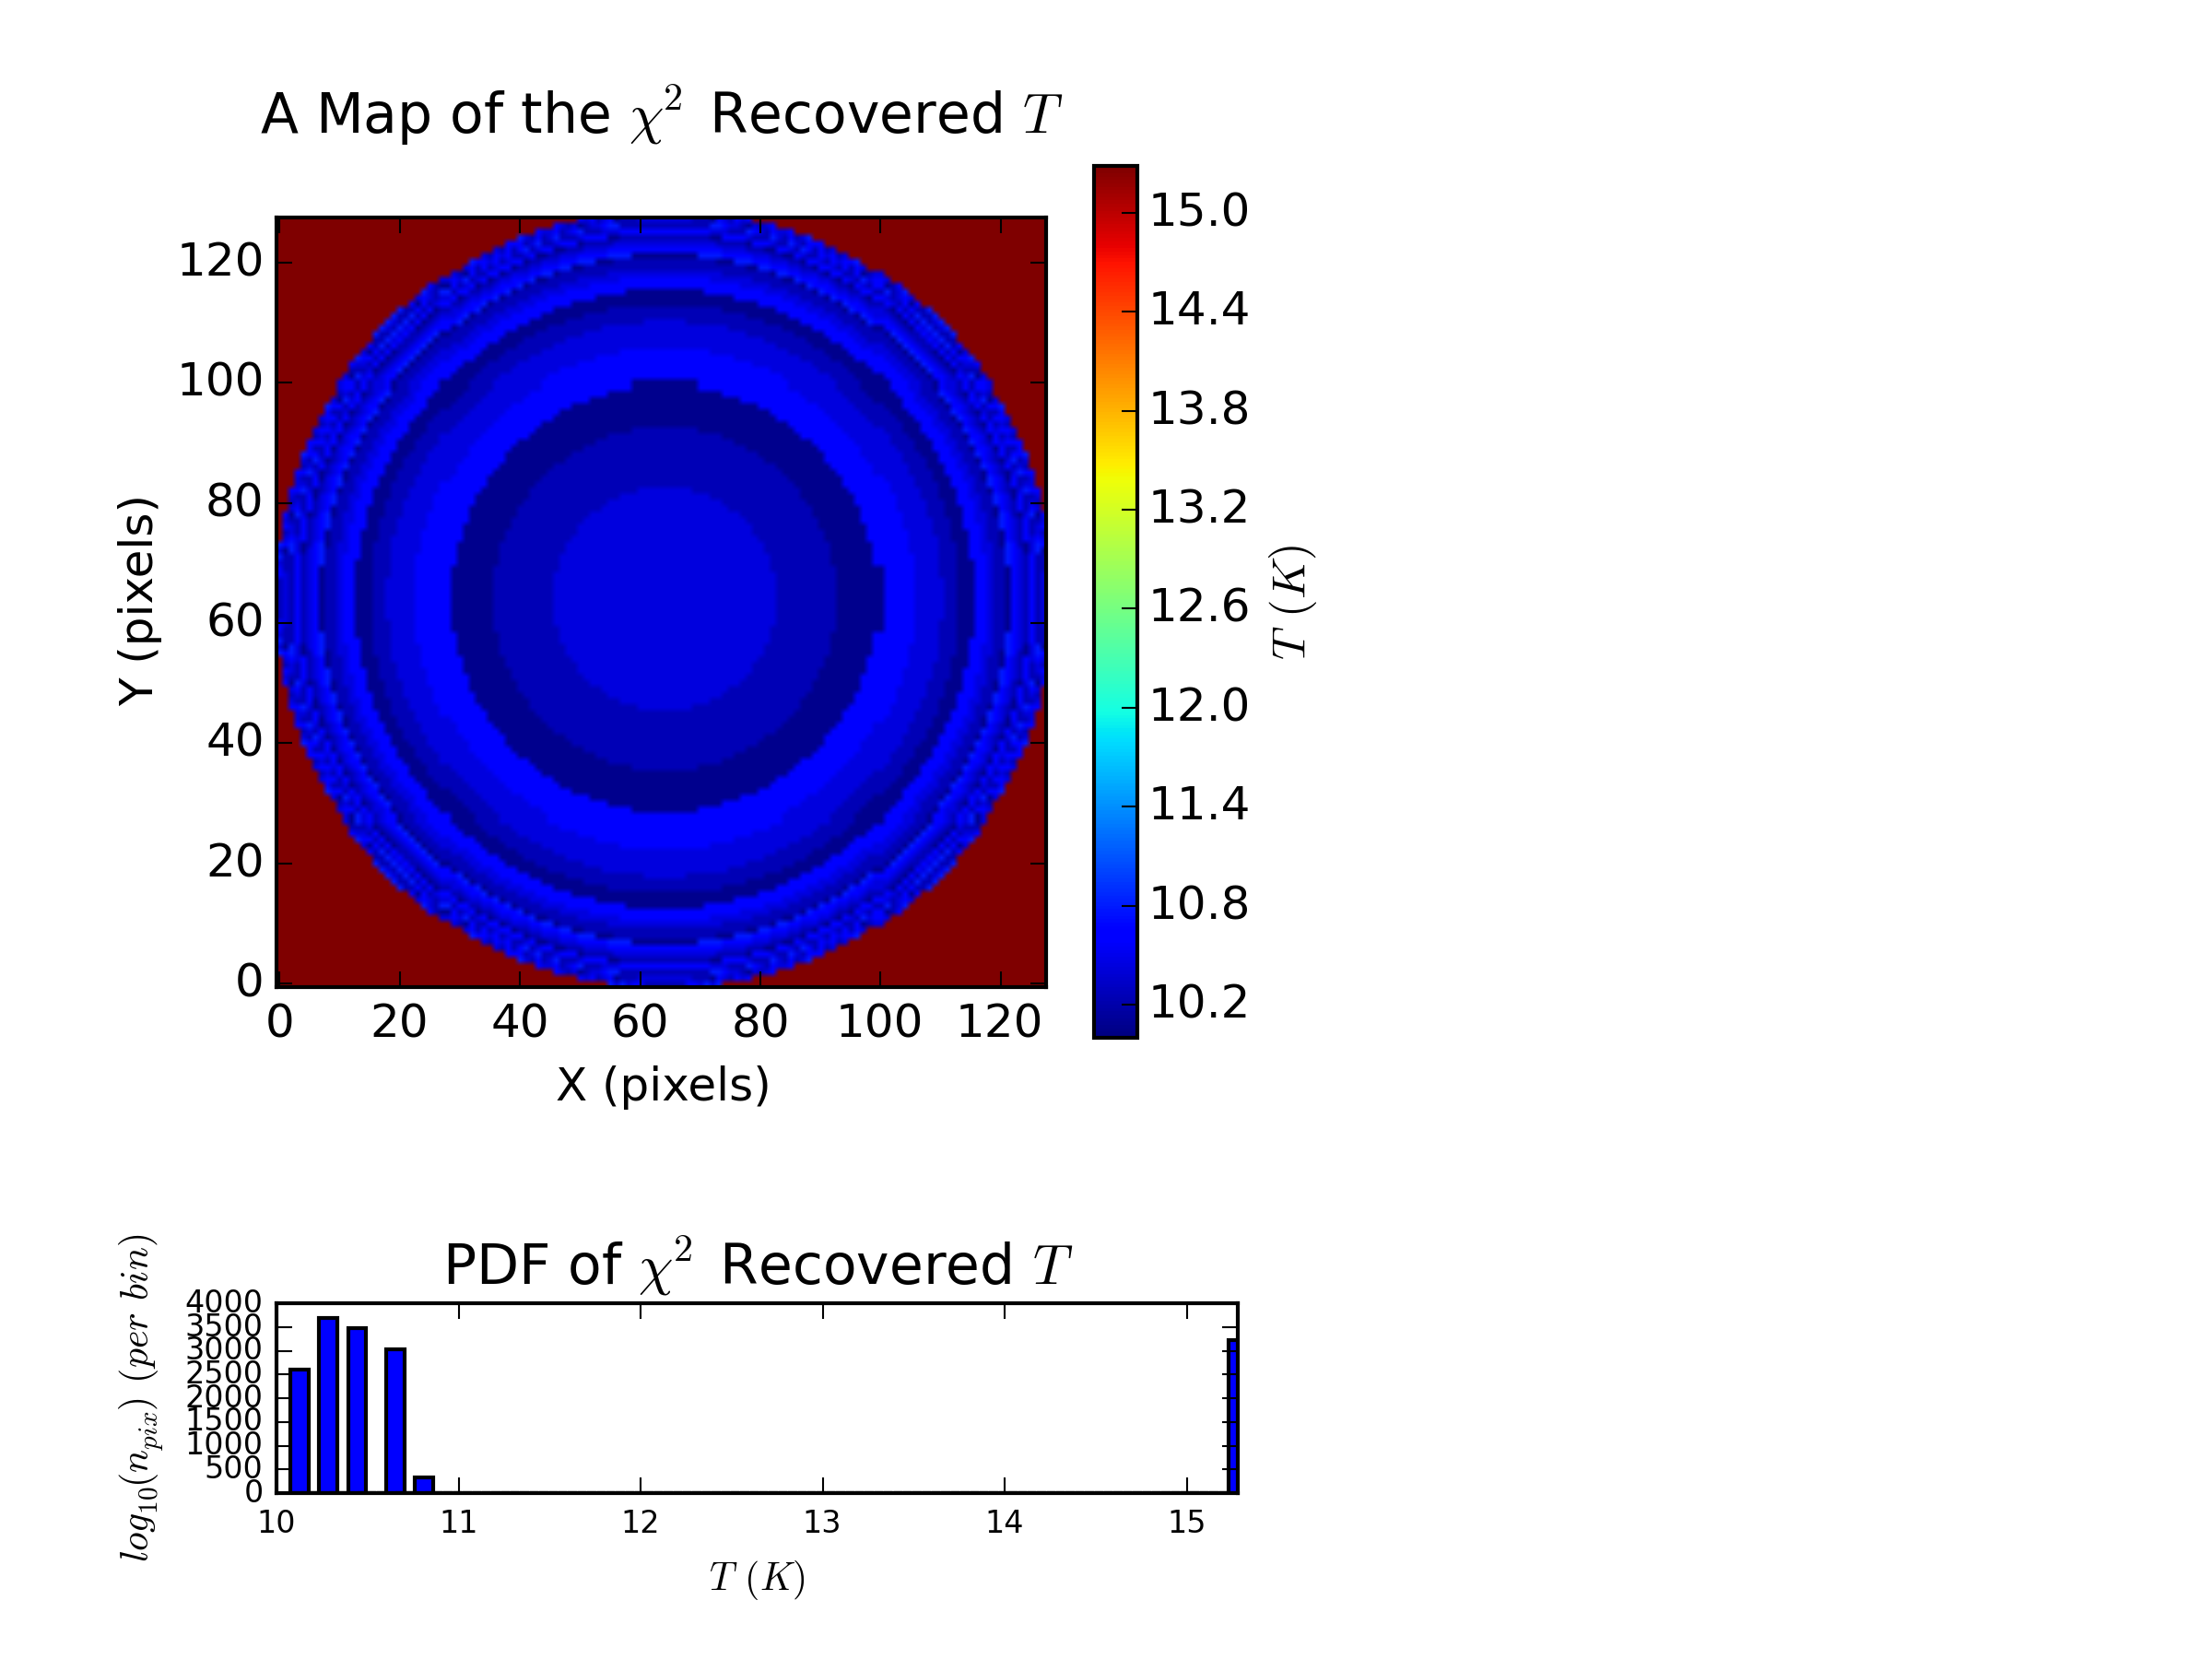 A Map of the χ² Recovered T
120
100
80
60
40
20
0
Y (pixels)
0 20 40 60 80 100 120
X (pixels)
15.0
14.4
13.8
13.2
12.6
12.0
11.4
10.8
10.2
T (K)
PDF of χ² Recovered T
4000
3500
3000
2500
2000
1500
1000
500
0
log₁₀(n_pix) (per bin)
10 11 12 13 14 15
T (K)